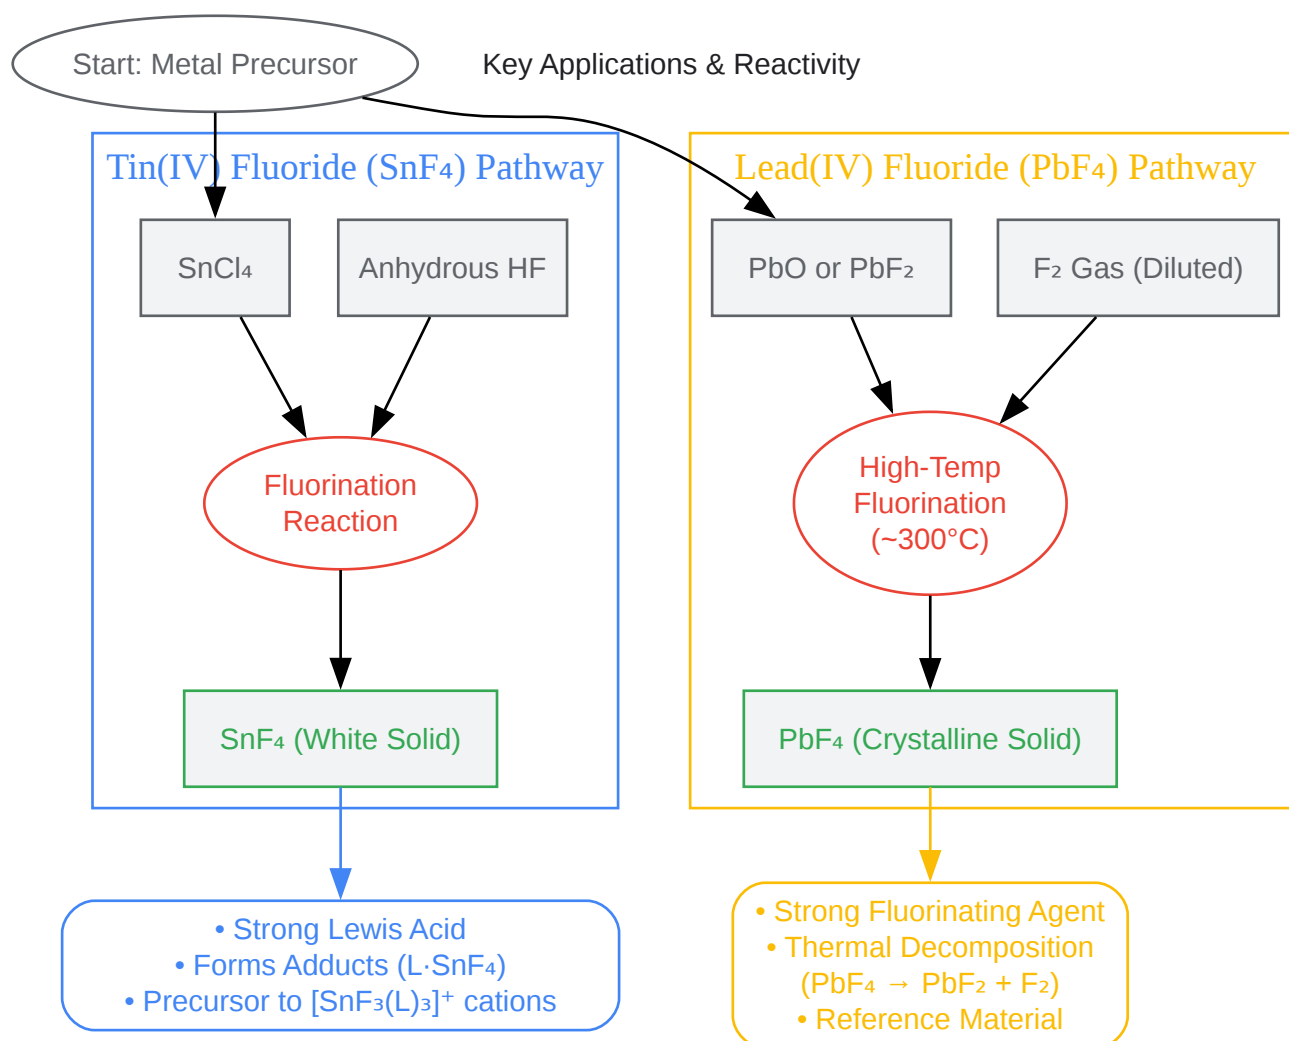 Start: Metal Precursor
Key Applications & Reactivity
Tin(IV) Fluoride (SnF₄) Pathway
SnCl₄
Anhydrous HF
Fluorination
Reaction
SnF₄ (White Solid)
• Strong Lewis Acid
• Forms Adducts (L·SnF₄)
• Precursor to [SnF₃(L)₃]⁺ cations
Lead(IV) Fluoride (PbF₄) Pathway
PbO or PbF₂
F₂ Gas (Diluted)
High-Temp
Fluorination
(~300°C)
PbF₄ (Crystalline Solid)
• Strong Fluorinating Agent
• Thermal Decomposition
(PbF₄ → PbF₂ + F₂)
• Reference Material